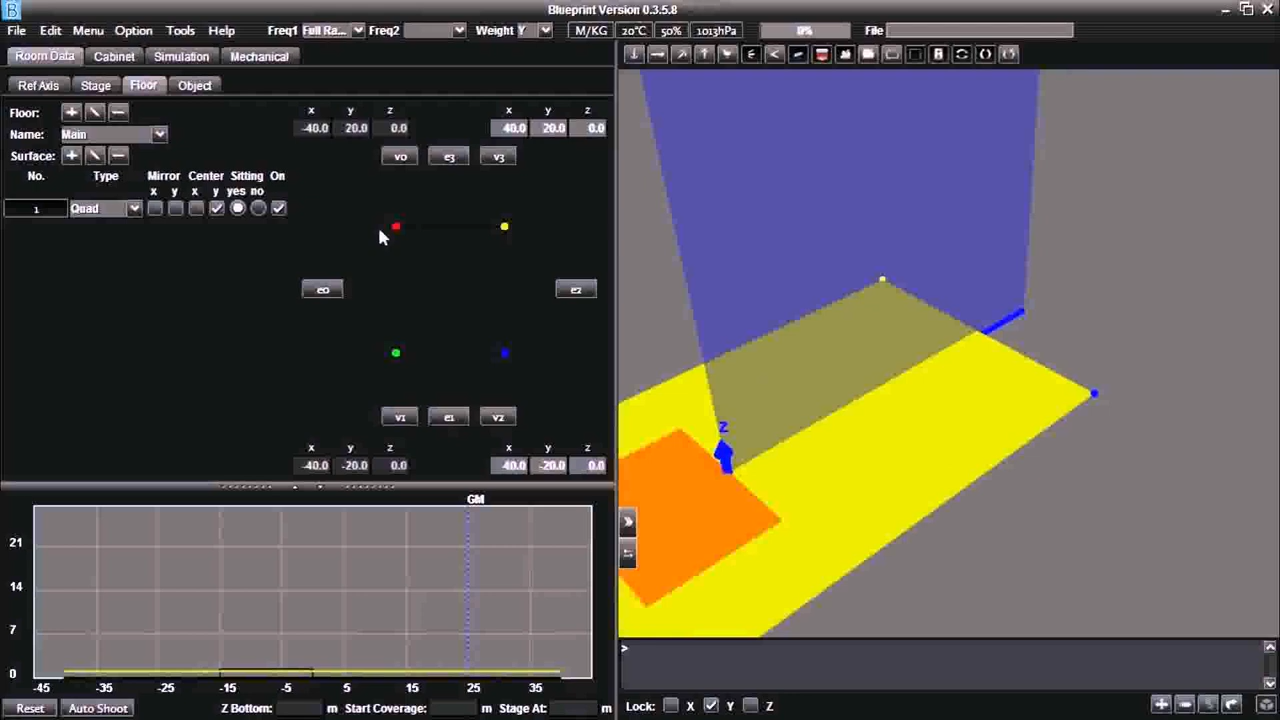 B
Blueprint Version 0.3.5.8
File Edit Menu Option Tools Help Freq1 Full Ra... Freq2 Weight Y M/KG 20°C 50% 1013hPa 0% File
Room Data Cabinet Simulation Mechanical
Ref Axis Stage Floor Object
Floor:
Name: Main
Surface:
No. Type Mirror Center Sitting On
x y x y yes no
1 Quad
x y z x y z
-40.0 20.0 0.0 40.0 20.0 0.0
v0 e3 v3
e0 e2
v1 e1 v2
x y z x y z
-40.0 -20.0 0.0 40.0 -20.0 0.0
z
GM
21
14
7
0
-45 -35 -25 -15 -5 5 15 25 35
>
Reset Auto Shoot Z Bottom: m Start Coverage: m Stage At: m
Lock: X Y Z